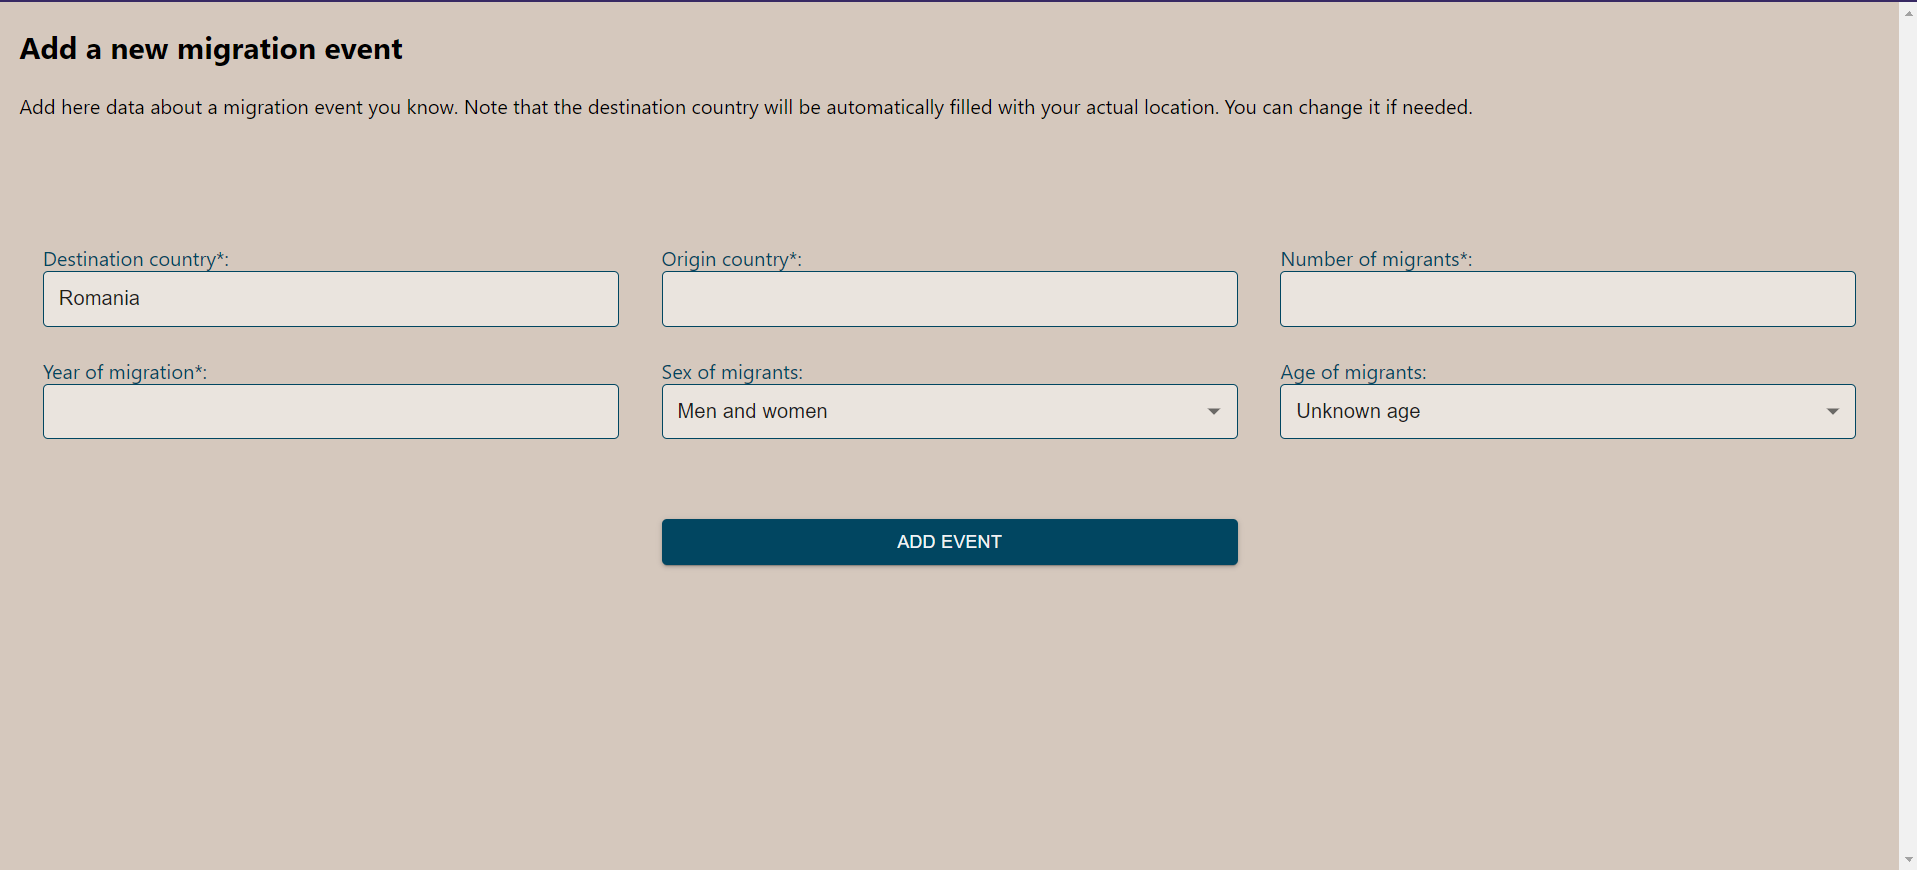 Add a new migration event
Add here data about a migration event you know. Note that the destination country will be automatically filled with your actual location. You can change it if needed.
Destination country*:
Origin country*:
Number of migrants*:
Romania
Year of migration*:
Sex of migrants:
Age of migrants:
Men and women
Unknown age
ADD EVENT